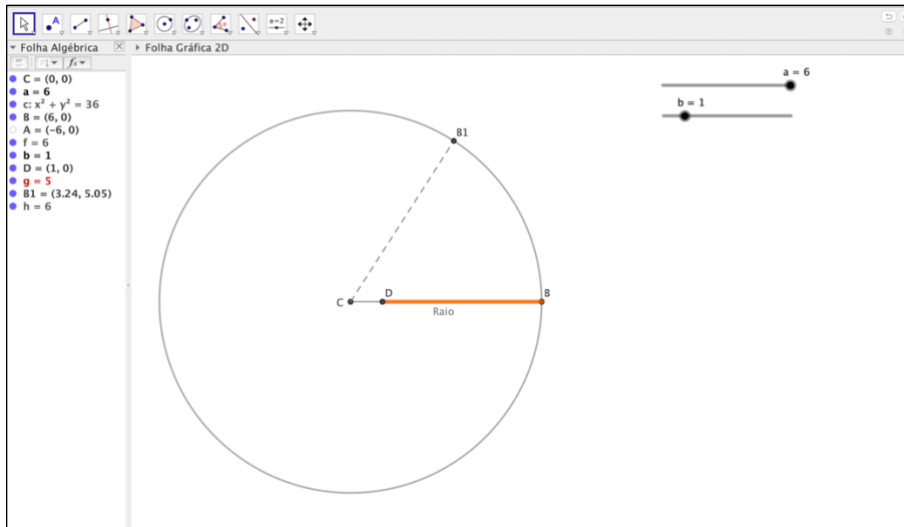 a=2
Folha Algébrica
Folha Gráfica 2D
C = (0, 0)
a = 6
c: x² + y² = 36
B = (6, 0)
A = (−6, 0)
f = 6
b = 1
D = (1, 0)
g = 5
B1 = (3.24, 5.05)
h = 6
a = 6
b = 1
B1
C
D
B
Raio